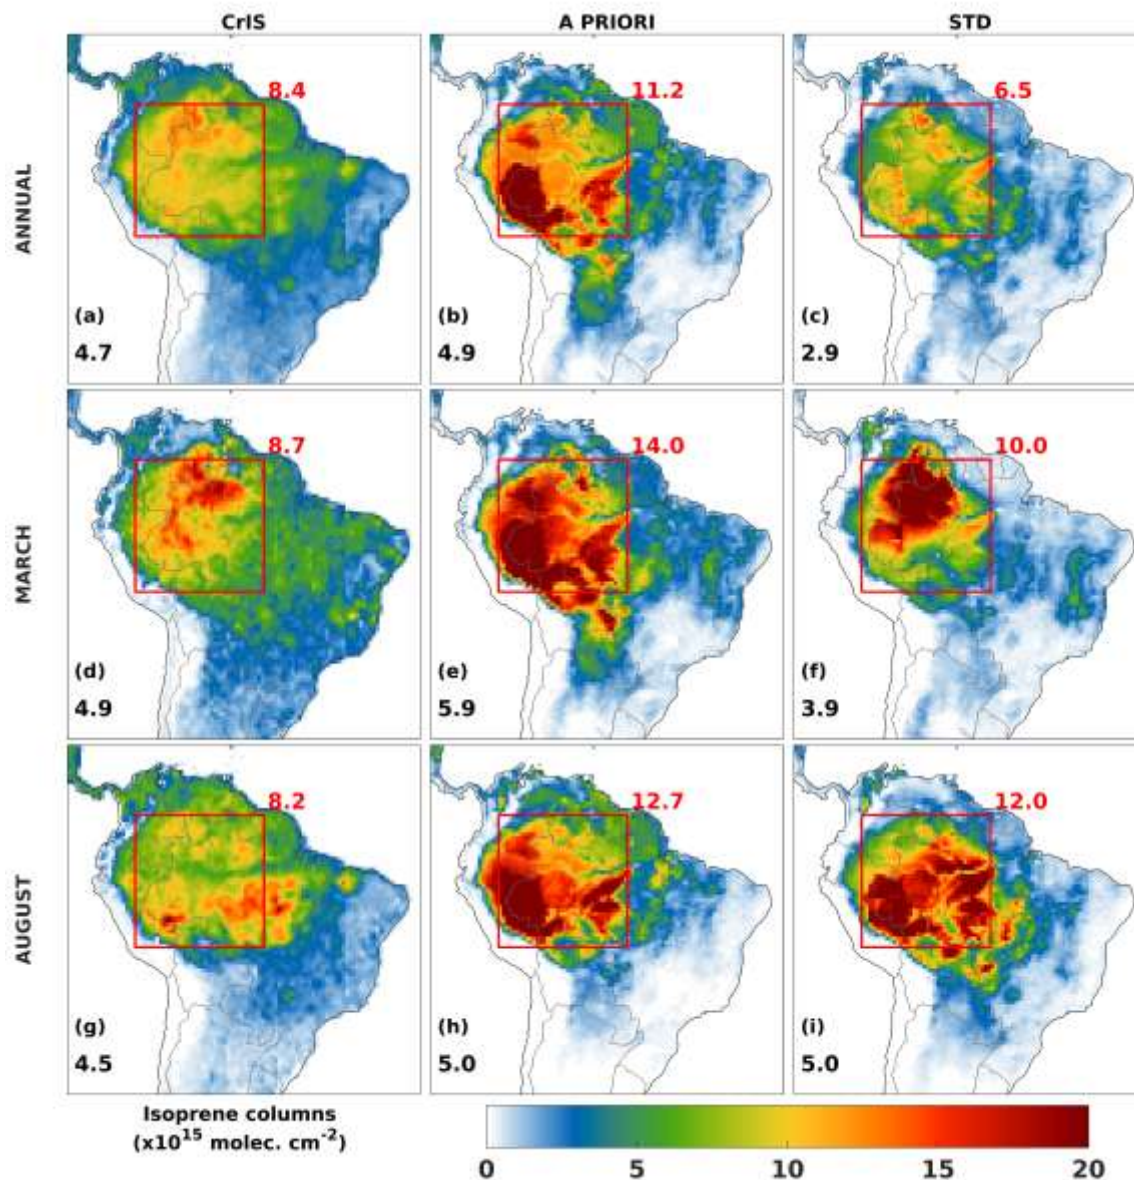 CrIS
A PRIORI
STD
ANNUAL
8.4
11.2
6.5
(a)
(b)
(c)
4.7
4.9
2.9
MARCH
8.7
14.0
10.0
(d)
(e)
(f)
4.9
5.9
3.9
AUGUST
8.2
12.7
12.0
(g)
(h)
(i)
4.5
5.0
5.0
Isoprene columns
(x10¹⁵ molec. cm⁻²)
0
5
10
15
20